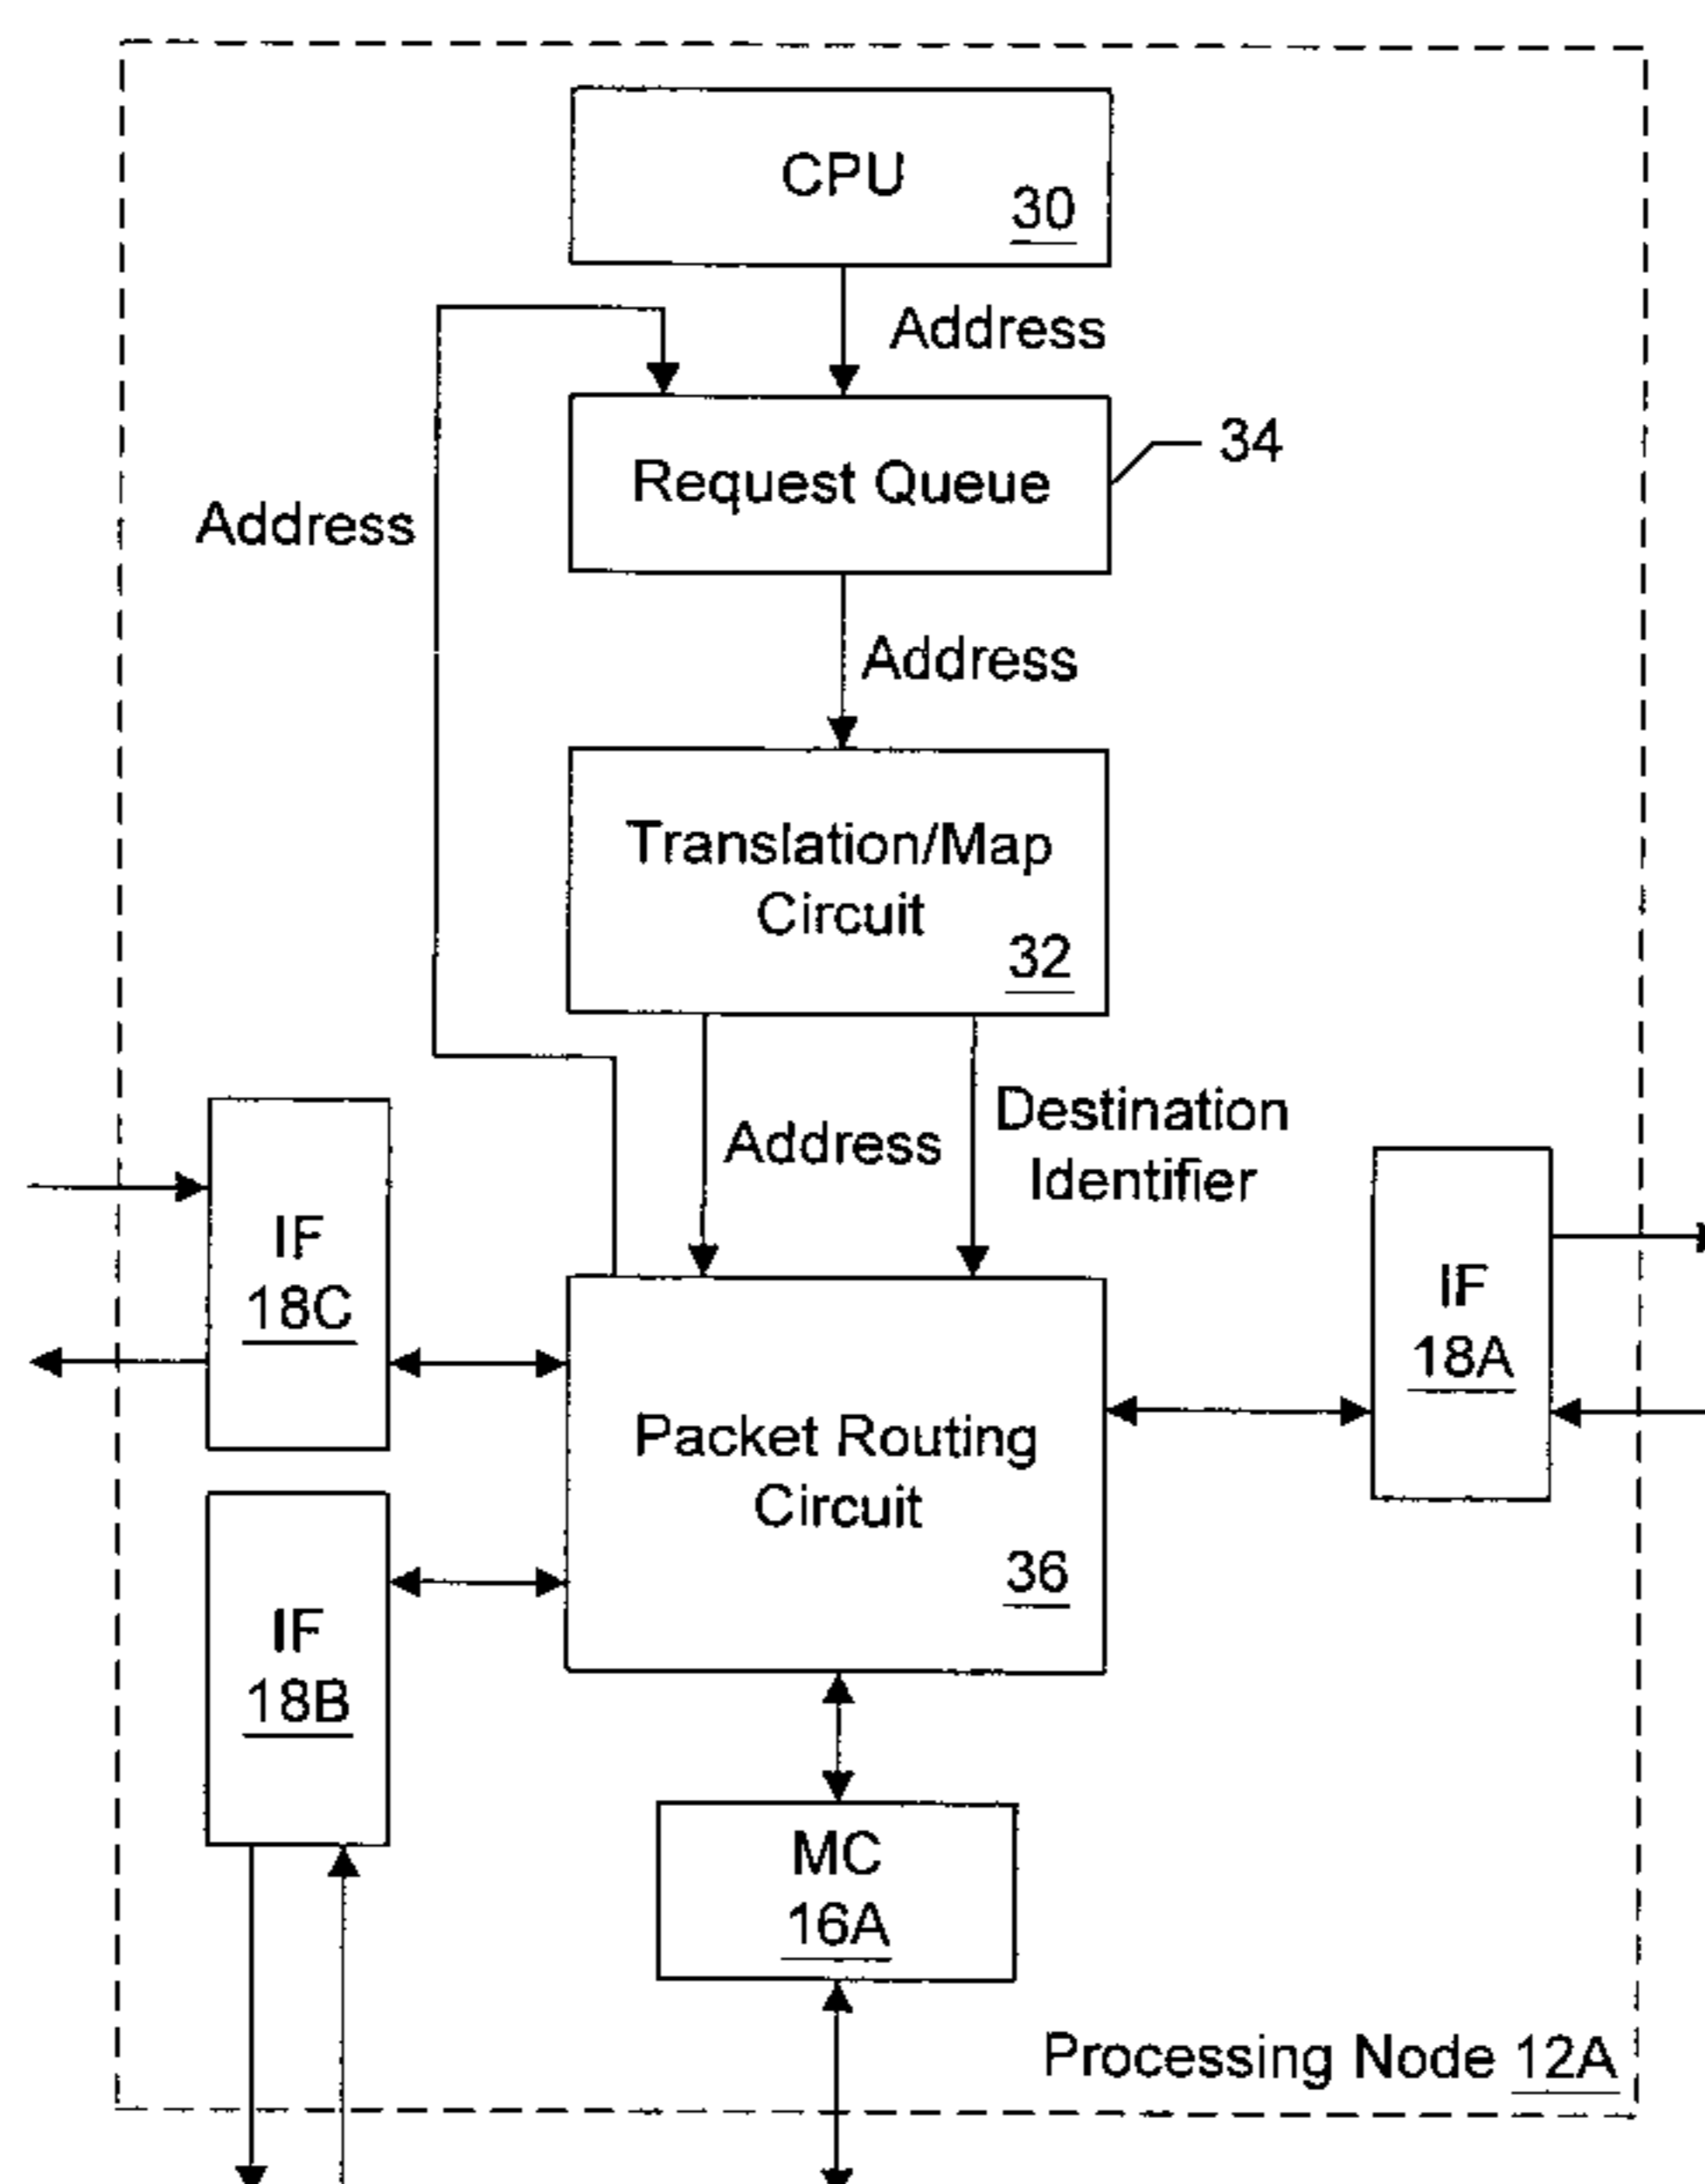 CPU
30
Address
Request Queue
34
Address
Address
Translation/Map
Circuit
32
Address
Destination
Identifier
IF
18C
IF
18A
Packet Routing
Circuit
36
IF
18B
MC
16A
Processing Node 12A